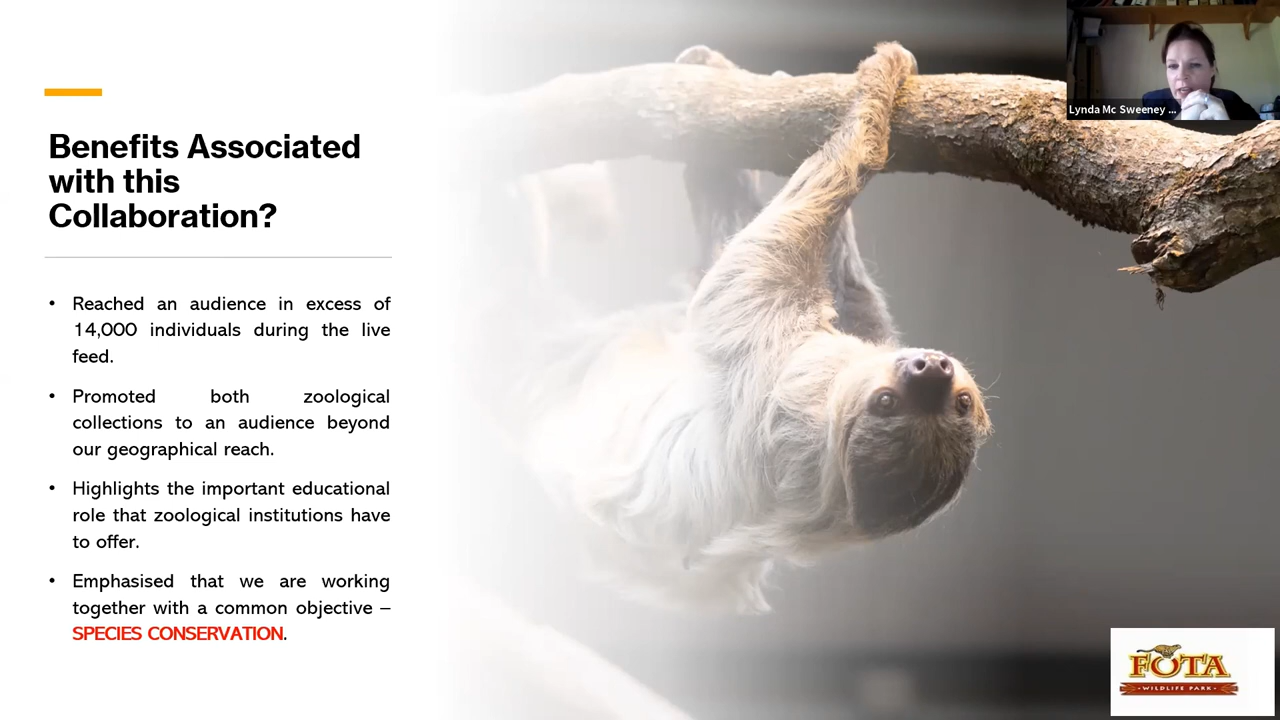 Lynda Mc Sweeney ...
Benefits Associated
with this
Collaboration?
• Reached an audience in excess of
14,000 individuals during the live
feed.
• Promoted both zoological
collections to an audience beyond
our geographical reach.
• Highlights the important educational
role that zoological institutions have
to offer.
• Emphasised that we are working
together with a common objective –
SPECIES CONSERVATION.
FOTA
WILDLIFE PARK